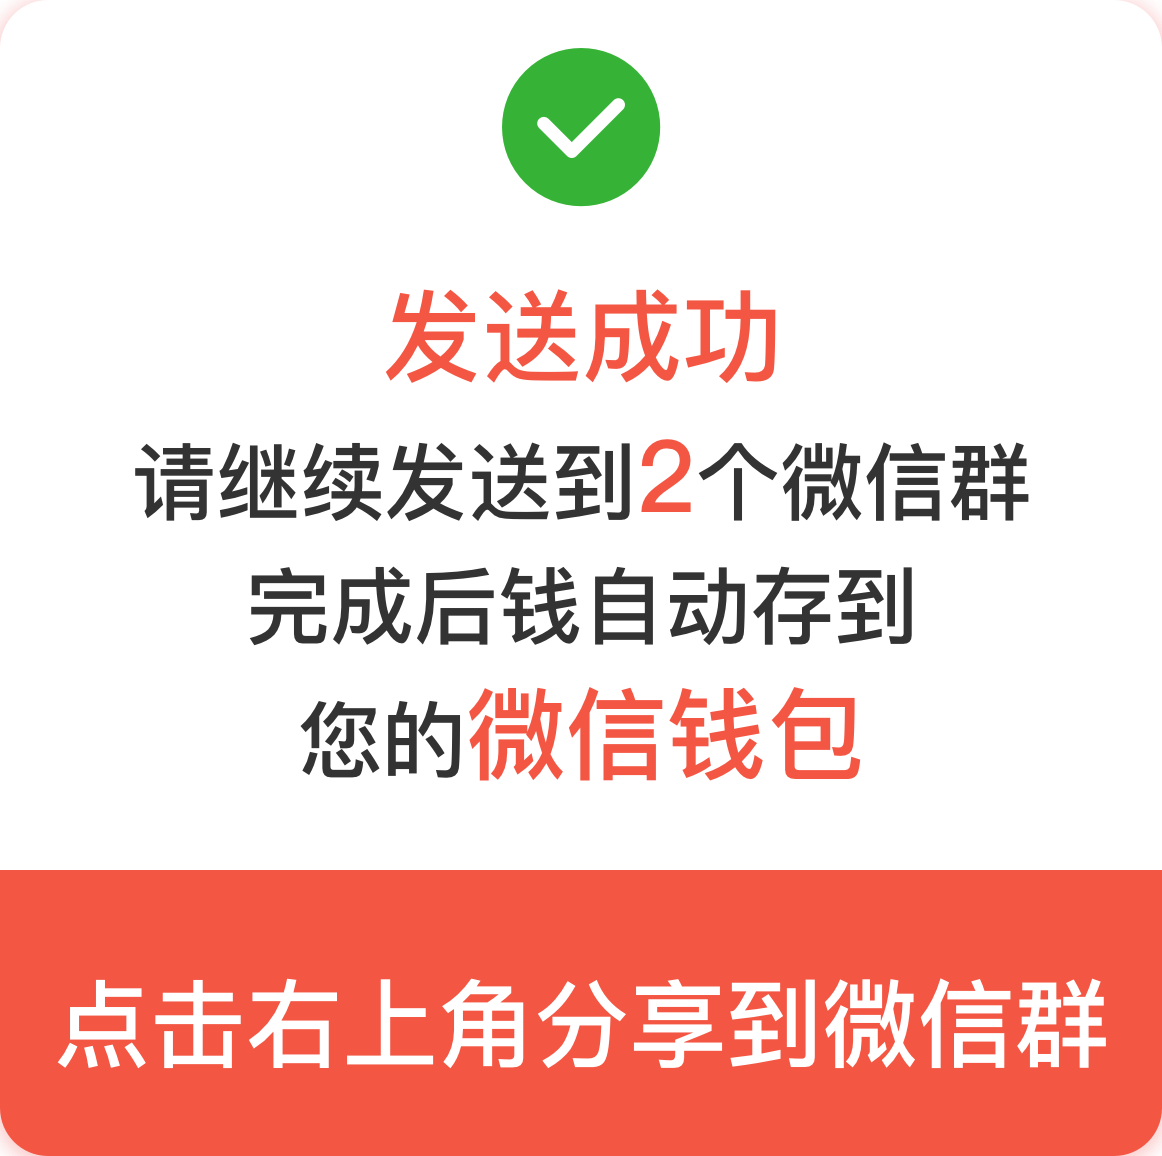 发送成功
请继续发送到2个微信群
完成后钱自动存到
您的微信钱包
点击右上角分享到微信群